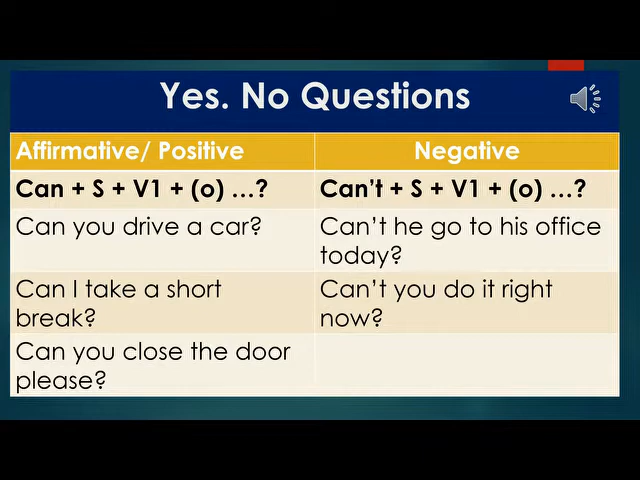 Yes. No Questions
Affirmative/ Positive
Negative
Can + S + V1 + (o) ...?
Can't + S + V1 + (o) ...?
Can you drive a car?
Can't he go to his office
today?
Can I take a short
break?
Can't you do it right
now?
Can you close the door
please?